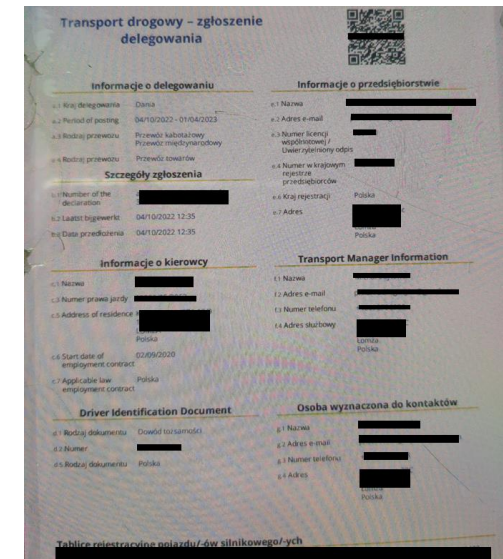 Transport drogowy – zgłoszenie
delegowania
Informacje o delegowaniu
a.1 Kraj delegowania Dania
a.2 Period of posting 04/10/2022 - 01/04/2023
a.3 Rodzaj przewozu Przewóz kabotażowy
Przewóz międzynarodowy
a.4 Rodzaj przewozu Przewóz towarów
Szczegóły zgłoszenia
b.1 Number of the
declaration
b.2 Laatst bijgewerkt 04/10/2022 12:35
b.4 Data przedłożenia 04/10/2022 12:35
Informacje o kierowcy
c.1 Nazwa
c.3 Numer prawa jazdy
c.5 Address of residence
Polska
c.6 Start date of 02/09/2020
employment contract
c.7 Applicable law Polska
employment contract
Driver Identification Document
d.1 Rodzaj dokumentu Dowód tożsamości
d.2 Numer
d.5 Rodzaj dokumentu Polska
Informacje o przedsiębiorstwie
e.1 Nazwa
e.2 Adres e-mail
e.3 Numer licencji
wspólnotowej /
Uwierzytelniony odpis
e.4 Numer w krajowym
rejestrze
przedsiębiorców
e.6 Kraj rejestracji Polska
e.7 Adres
Łomża
Polska
Transport Manager Information
f.1 Nazwa
f.2 Adres e-mail
f.3 Numer telefonu
f.4 Adres służbowy
Łomża,
Polska
Osoba wyznaczona do kontaktów
g.1 Nazwa
g.2 Adres e-mail
g.3 Numer telefonu
g.4 Adres
Polska
Tablice rejestracyjne pojazdu/-ów silnikowego/-ych